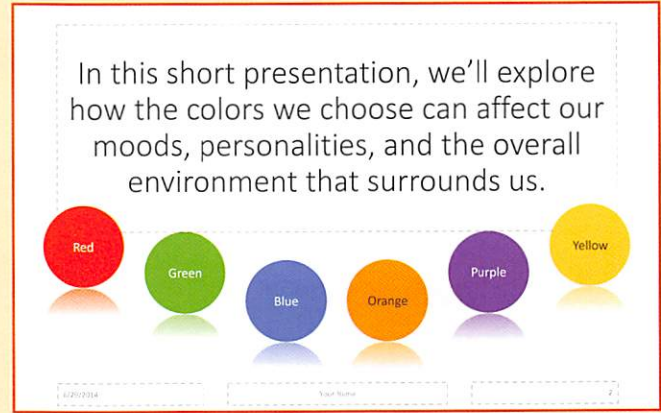 In this short presentation, we'll explore
how the colors we choose can affect our
moods, personalities, and the overall
environment that surrounds us.
Red
Green
Blue
Orange
Purple
Yellow
6/20/2014
Your Name
2